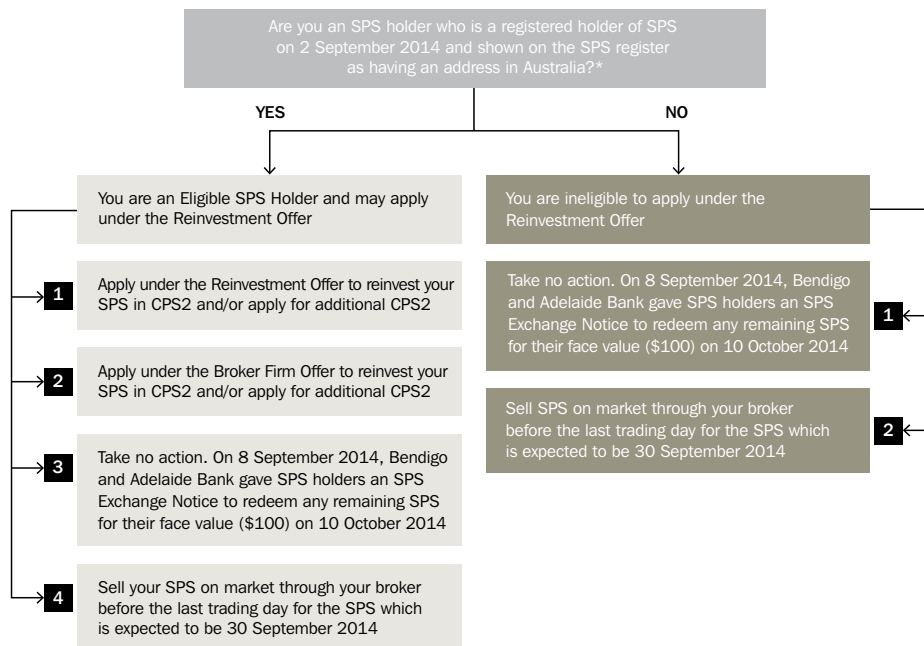 Are you an SPS holder who is a registered holder of SPS
on 2 September 2014 and shown on the SPS register
as having an address in Australia?*
YES
NO
You are an Eligible SPS Holder and may apply
under the Reinvestment Offer
1
Apply under the Reinvestment Offer to reinvest your
SPS in CPS2 and/or apply for additional CPS2
2
Apply under the Broker Firm Offer to reinvest your
SPS in CPS2 and/or apply for additional CPS2
3
Take no action. On 8 September 2014, Bendigo
and Adelaide Bank gave SPS holders an SPS
Exchange Notice to redeem any remaining SPS
for their face value ($100) on 10 October 2014
4
Sell your SPS on market through your broker
before the last trading day for the SPS which
is expected to be 30 September 2014
You are ineligible to apply under the
Reinvestment Offer
Take no action. On 8 September 2014, Bendigo
and Adelaide Bank gave SPS holders an SPS
Exchange Notice to redeem any remaining SPS
for their face value ($100) on 10 October 2014
1
Sell SPS on market through your broker
before the last trading day for the SPS which
is expected to be 30 September 2014
2